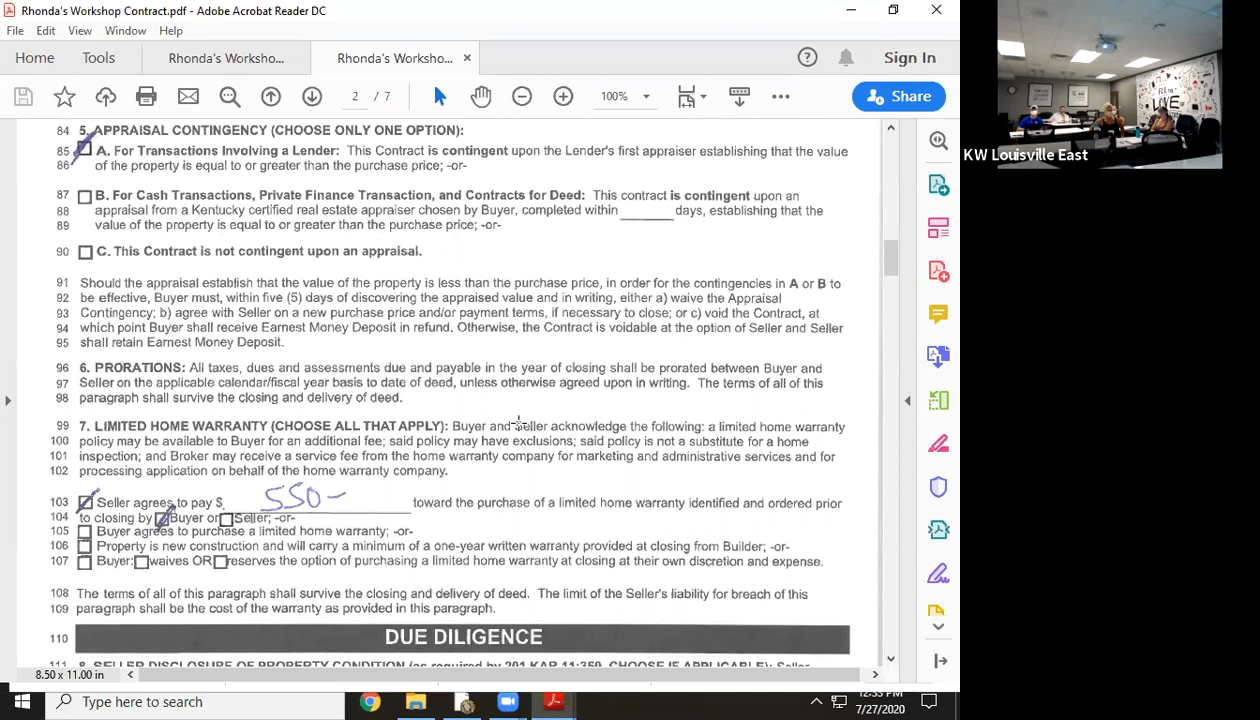 Rhonda's Workshop Contract.pdf - Adobe Acrobat Reader DC
File Edit View Window Help
Home Tools Rhonda's Worksho... Rhonda's Worksho... × Sign In
2 / 7 100% Share
KW Louisville East
84 5. APPRAISAL CONTINGENCY (CHOOSE ONLY ONE OPTION):
85 A. For Transactions Involving a Lender: This Contract is contingent upon the Lender's first appraiser establishing that the value
86 of the property is equal to or greater than the purchase price; -or-
87 B. For Cash Transactions, Private Finance Transaction, and Contracts for Deed: This contract is contingent upon an
88 appraisal from a Kentucky certified real estate appraiser chosen by Buyer, completed within ______ days, establishing that the
89 value of the property is equal to or greater than the purchase price; -or-
90 C. This Contract is not contingent upon an appraisal.
91 Should the appraisal establish that the value of the property is less than the purchase price, in order for the contingencies in A or B to
92 be effective, Buyer must, within five (5) days of discovering the appraised value and in writing, either a) waive the Appraisal
93 Contingency; b) agree with Seller on a new purchase price and/or payment terms, if necessary to close; or c) void the Contract, at
94 which point Buyer shall receive Earnest Money Deposit in refund. Otherwise, the Contract is voidable at the option of Seller and Seller
95 shall retain Earnest Money Deposit.
96 6. PRORATIONS: All taxes, dues and assessments due and payable in the year of closing shall be prorated between Buyer and
97 Seller on the applicable calendar/fiscal year basis to date of deed, unless otherwise agreed upon in writing. The terms of all of this
98 paragraph shall survive the closing and delivery of deed.
99 7. LIMITED HOME WARRANTY (CHOOSE ALL THAT APPLY): Buyer and Seller acknowledge the following: a limited home warranty
100 policy may be available to Buyer for an additional fee; said policy may have exclusions; said policy is not a substitute for a home
101 inspection; and Broker may receive a service fee from the home warranty company for marketing and administrative services and for
102 processing application on behalf of the home warranty company.
103 Seller agrees to pay $ 550- toward the purchase of a limited home warranty identified and ordered prior
104 to closing by Buyer or Seller; -or-
105 Buyer agrees to purchase a limited home warranty; -or-
106 Property is new construction and will carry a minimum of a one-year written warranty provided at closing from Builder; -or-
107 Buyer; waives OR reserves the option of purchasing a limited home warranty at closing at their own discretion and expense.
108 The terms of all of this paragraph shall survive the closing and delivery of deed. The limit of the Seller's liability for breach of this
109 paragraph shall be the cost of the warranty as provided in this paragraph.
110 DUE DILIGENCE
111 8. SELLER DISCLOSURE OF PROPERTY CONDITION (as required by 201 KAR 11:350, CHOOSE IF APPLICABLE): Seller
8.50 x 11.00 in
Type here to search
12:33 PM
7/27/2020